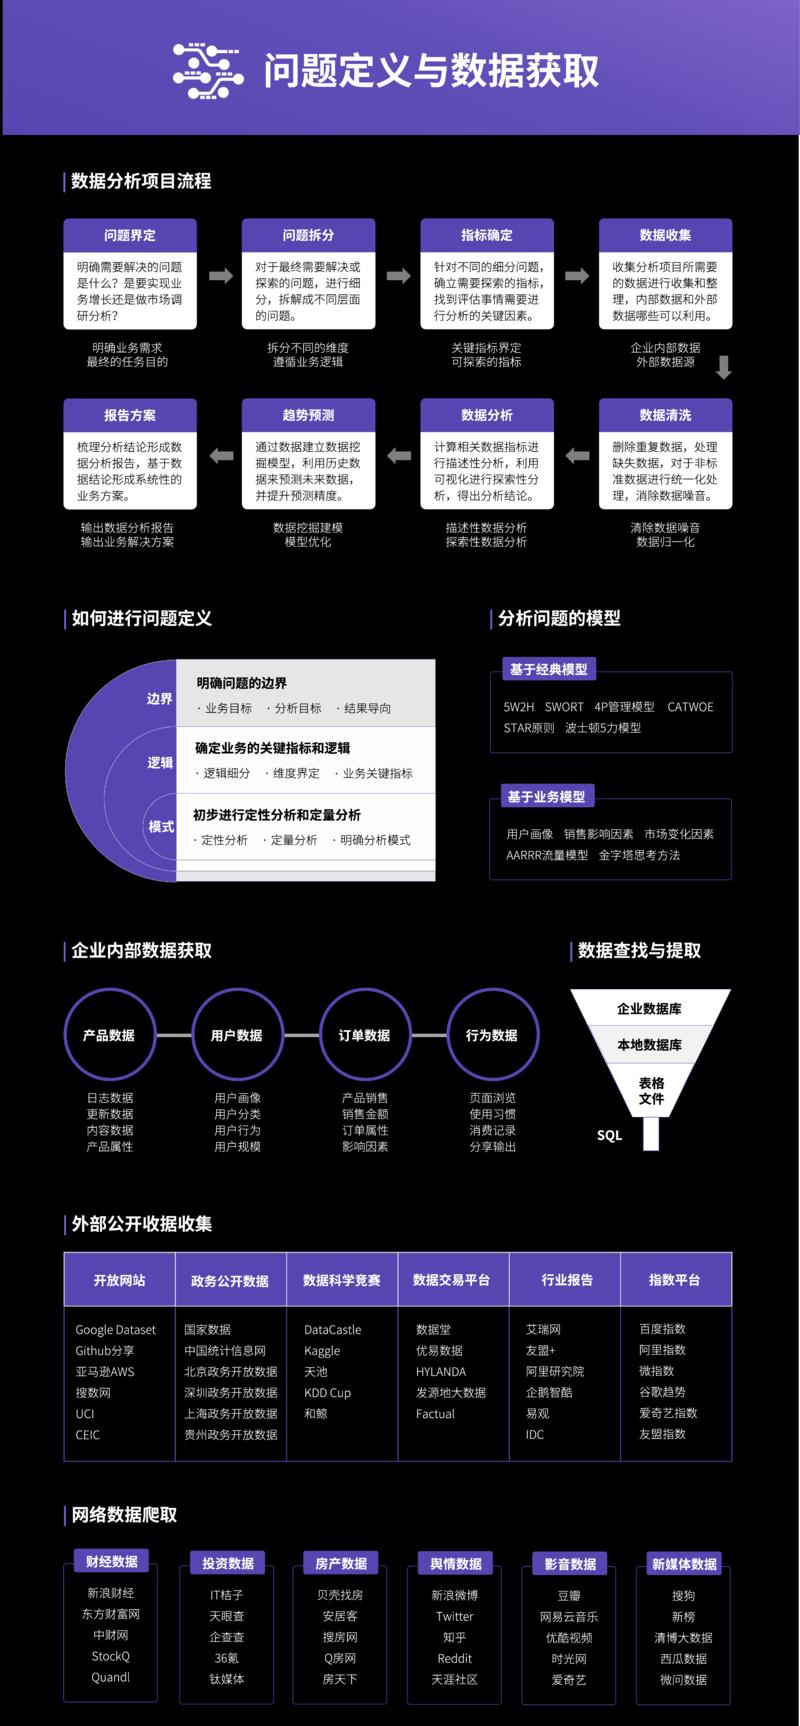 问题定义与数据获取
数据分析项目流程
问题界定
明确需要解决的问题
是什么？是要实现业
务增长还是做市场调
研分析？
明确业务需求
最终的任务目的
问题拆分
对于最终需要解决或
探索的问题，进行细
分，拆解成不同层面
的问题。
拆分不同的维度
遵循业务逻辑
指标确定
针对不同的细分问题，
确立需要探索的指标，
找到评估事情需要进
行分析的关键因素。
关键指标界定
可探索的指标
数据收集
收集分析项目所需要
的数据进行收集和整
理，内部数据和外部
数据哪些可以利用。
企业内部数据
外部数据源
报告方案
梳理分析结论形成数
据分析报告，基于数
据结论形成系统性的
业务方案。
输出数据分析报告
输出业务解决方案
趋势预测
通过数据建立数据挖
掘模型，利用历史数
据来预测未来数据，
并提升预测精度。
数据挖掘建模
模型优化
数据分析
计算相关数据指标进
行描述性分析，利用
可视化进行探索性分
析，得出分析结论。
描述性数据分析
探索性数据分析
数据清洗
删除重复数据，处理
缺失数据，对于非标
准数据进行统一化处
理，消除数据噪音。
清除数据噪音
数据归一化
如何进行问题定义
边界
明确问题的边界
· 业务目标 · 分析目标 · 结果导向
逻辑
确定业务的关键指标和逻辑
· 逻辑细分 · 维度界定 · 业务关键指标
模式
初步进行定性分析和定量分析
· 定性分析 · 定量分析 · 明确分析模式
分析问题的模型
基于经典模型
5W2H SWORT 4P管理模型 CATWOE
STAR原则 波士顿5力模型
基于业务模型
用户画像 销售影响因素 市场变化因素
AARRR流量模型 金字塔思考方法
企业内部数据获取
产品数据
日志数据
更新数据
内容数据
产品属性
用户数据
用户画像
用户分类
用户行为
用户规模
订单数据
产品销售
销售金额
订单属性
影响因素
行为数据
页面浏览
使用习惯
消费记录
分享输出
数据查找与提取
企业数据库
本地数据库
表格
文件
SQL
外部公开收据收集
开放网站
Google Dataset
Github分享
亚马逊AWS
搜数网
UCI
CEIC
政务公开数据
国家数据
中国统计信息网
北京政务开放数据
深圳政务开放数据
上海政务开放数据
贵州政务开放数据
数据科学竞赛
DataCastle
Kaggle
天池
KDD Cup
和鲸
数据交易平台
数据堂
优易数据
HYLANDA
发源地大数据
Factual
行业报告
艾瑞网
友盟+
阿里研究院
企鹅智酷
易观
IDC
指数平台
百度指数
阿里指数
微指数
谷歌趋势
爱奇艺指数
友盟指数
网络数据爬取
财经数据
新浪财经
东方财富网
中财网
StockQ
Quandl
投资数据
IT桔子
天眼查
企查查
36氪
钛媒体
房产数据
贝壳找房
安居客
搜房网
Q房网
房天下
舆情数据
新浪微博
Twitter
知乎
Reddit
天涯社区
影音数据
豆瓣
网易云音乐
优酷视频
时光网
爱奇艺
新媒体数据
搜狗
新榜
清博大数据
西瓜数据
微问数据